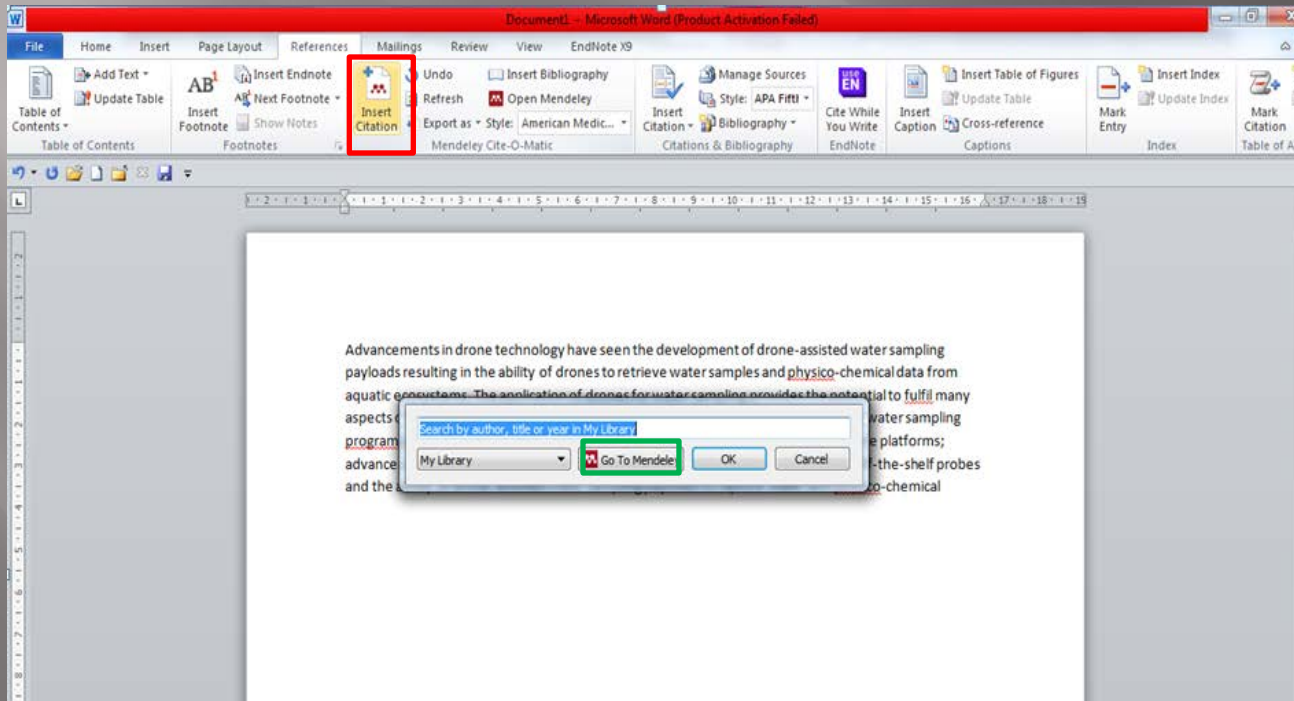 Document1 - Microsoft Word (Product Activation Failed)
File Home Insert Page Layout References Mailings Review View EndNote X9
Table of Contents
Add Text
Update Table
Table of Contents
AB1
Insert Footnote
Insert Endnote
Next Footnote
Show Notes
Footnotes
Insert Citation
Undo
Refresh
Export as
Insert Bibliography
Open Mendeley
Style: American Medic...
Mendeley Cite-O-Matic
Insert Citation
Manage Sources
Style: APA Fifth
Bibliography
Citations & Bibliography
EN
Cite While You Write
EndNote
Insert Caption
Insert Table of Figures
Update Table
Cross-reference
Captions
Mark Entry
Insert Index
Update Index
Index
Mark Citation
Table of A
Advancements in drone technology have seen the development of drone-assisted water sampling
payloads resulting in the ability of drones to retrieve water samples and physico-chemical data from
aquatic ecosystems. The application of drones for water sampling provides the potential to fulfil many
aspects water sampling
program e platforms;
advance -the-shelf probes
and the co-chemical
Search by author, title or year in My Library
My Library Go To Mendeley OK Cancel